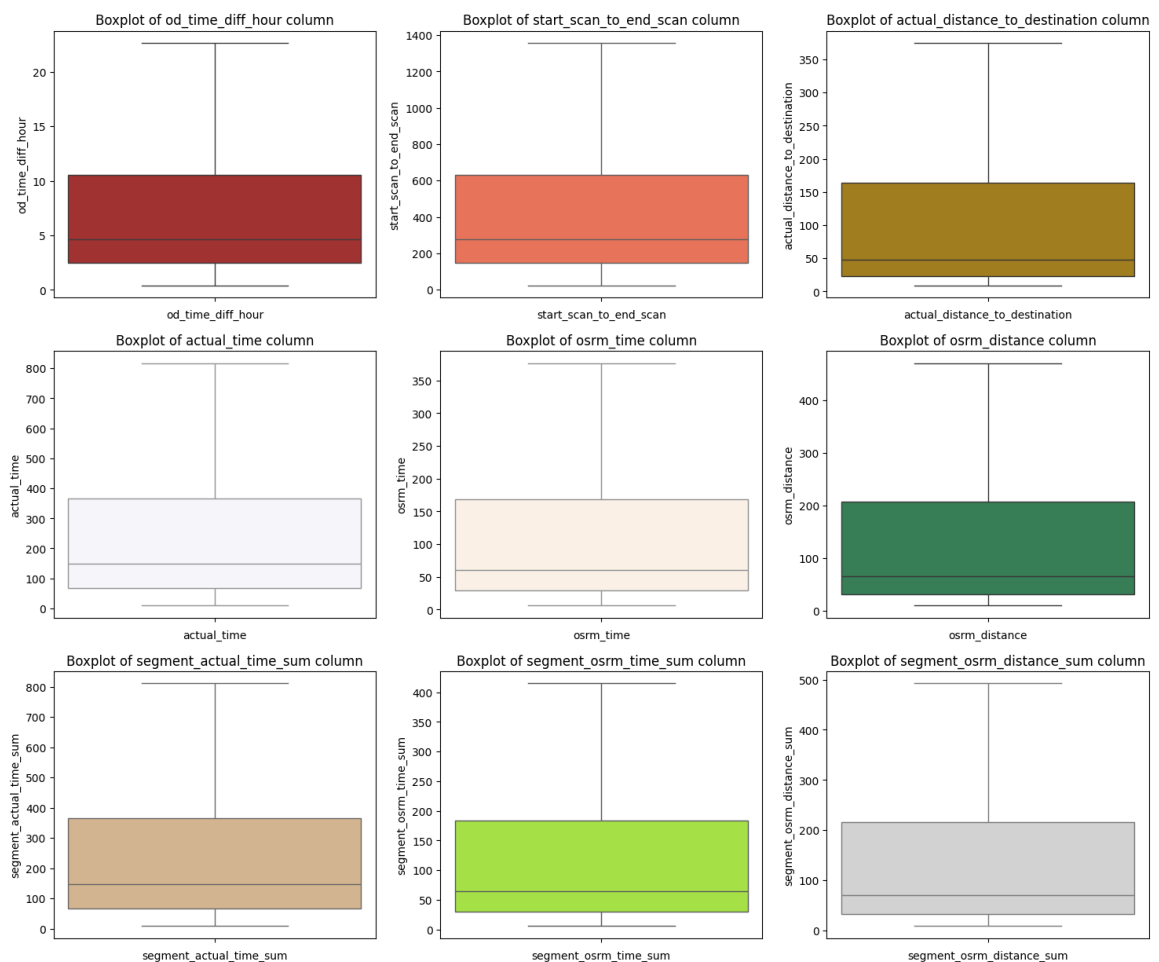 Boxplot of od_time_diff_hour column
20
15
10
5
0
od_time_diff_hour
od_time_diff_hour
Boxplot of start_scan_to_end_scan column
1400
1200
1000
800
600
400
200
0
start_scan_to_end_scan
start_scan_to_end_scan
Boxplot of actual_distance_to_destination column
350
300
250
200
150
100
50
0
actual_distance_to_destination
actual_distance_to_destination
Boxplot of actual_time column
800
700
600
500
400
300
200
100
0
actual_time
actual_time
Boxplot of osrm_time column
350
300
250
200
150
100
50
0
osrm_time
osrm_time
Boxplot of osrm_distance column
400
300
200
100
0
osrm_distance
osrm_distance
Boxplot of segment_actual_time_sum column
800
700
600
500
400
300
200
100
0
segment_actual_time_sum
segment_actual_time_sum
Boxplot of segment_osrm_time_sum column
400
350
300
250
200
150
100
50
0
segment_osrm_time_sum
segment_osrm_time_sum
Boxplot of segment_osrm_distance_sum column
500
400
300
200
100
0
segment_osrm_distance_sum
segment_osrm_distance_sum